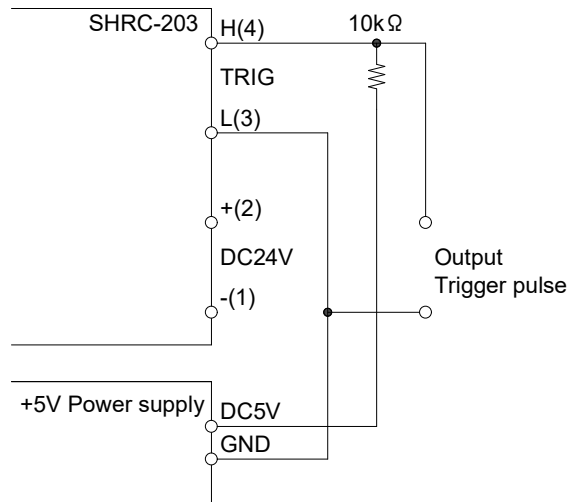 SHRC-203
H(4)
10kΩ
TRIG
L(3)
+(2)
DC24V
-(1)
Output
Trigger pulse
+5V Power supply
DC5V
GND